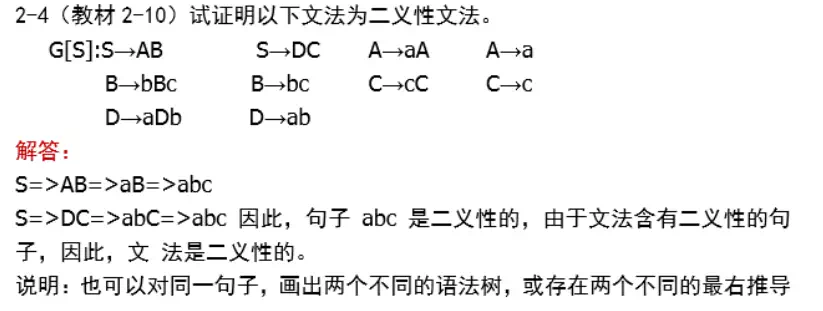 2-4（教材 2-10）试证明以下文法为二义性文法。
G[S]:S→AB S→DC A→aA A→a
B→bBc B→bc C→cC C→c
D→aDb D→ab
解答：
S=>AB=>aB=>abc
S=>DC=>abC=>abc 因此，句子 abc 是二义性的，由于文法含有二义性的句
子，因此，文 法是二义性的。
说明：也可以对同一句子，画出两个不同的语法树，或存在两个不同的最右推导